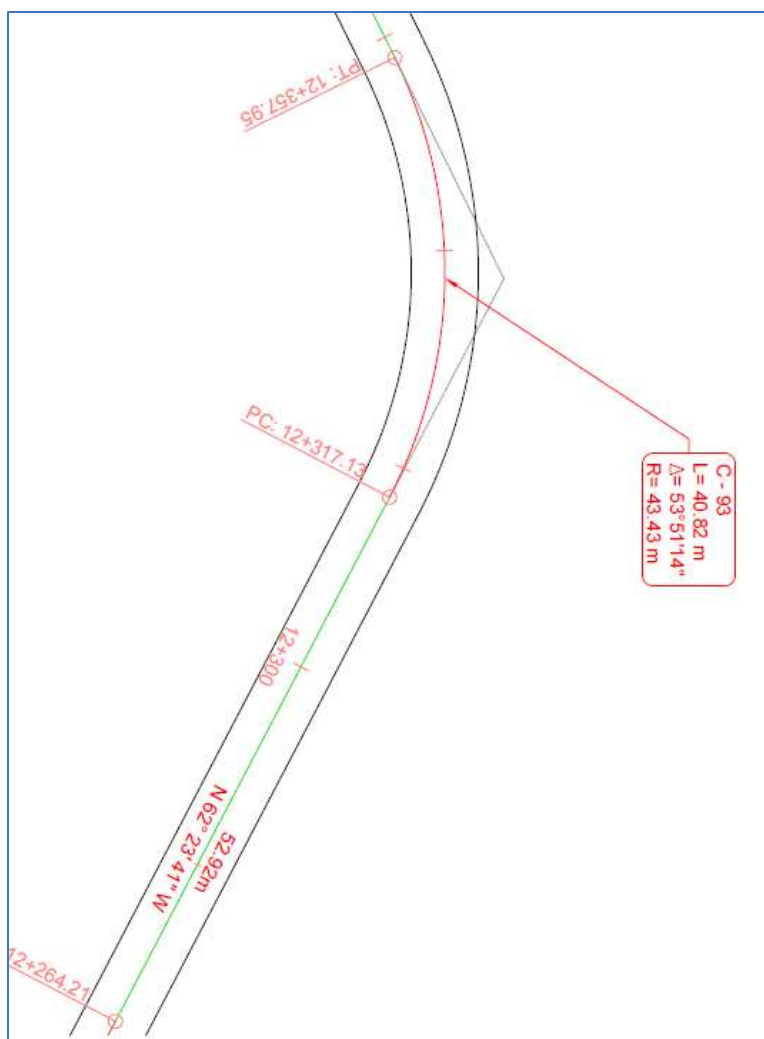 PT: 12+357.95
PC: 12+317.13
C - 93
L= 40.82 m
Δ= 53°51'14"
R= 43.43 m
12+300
52.92m
N 62° 23' 41" W
12+264.21